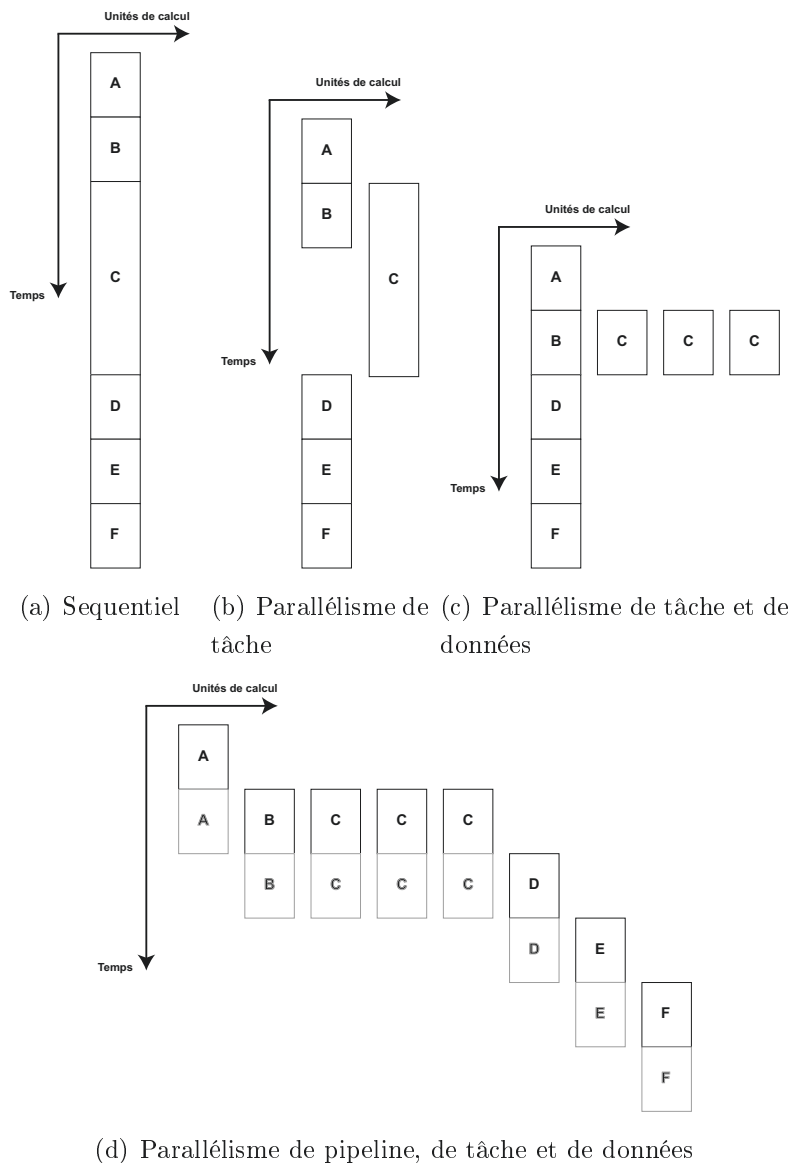 Unités de calcul
A
B
C
Temps
D
E
F
(a) Sequentiel
Unités de calcul
A
B
C
Temps
D
E
F
(b) Parallélisme de
tâche
Unités de calcul
A
B C C C
D
E
Temps
F
(c) Parallélisme de tâche et de
données
Unités de calcul
A
A B C C C
B C C C D
D E
Temps
E F
F
(d) Parallélisme de pipeline, de tâche et de données